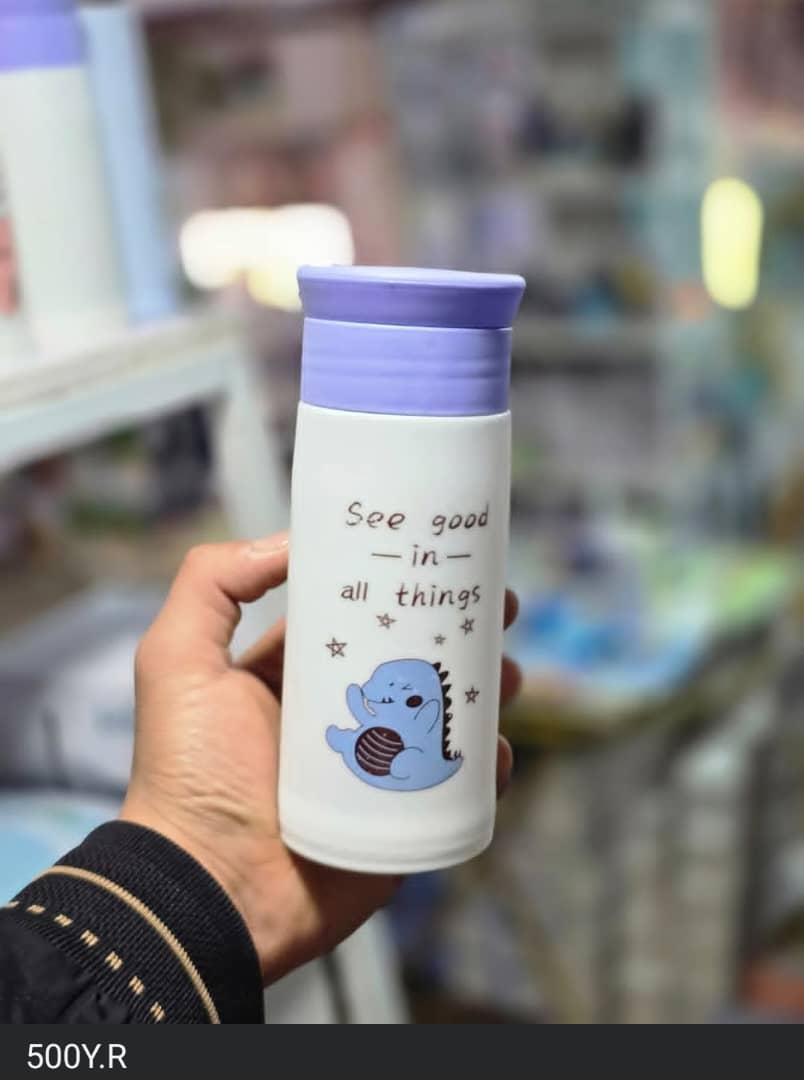 See good
— in —
all things
500Y.R